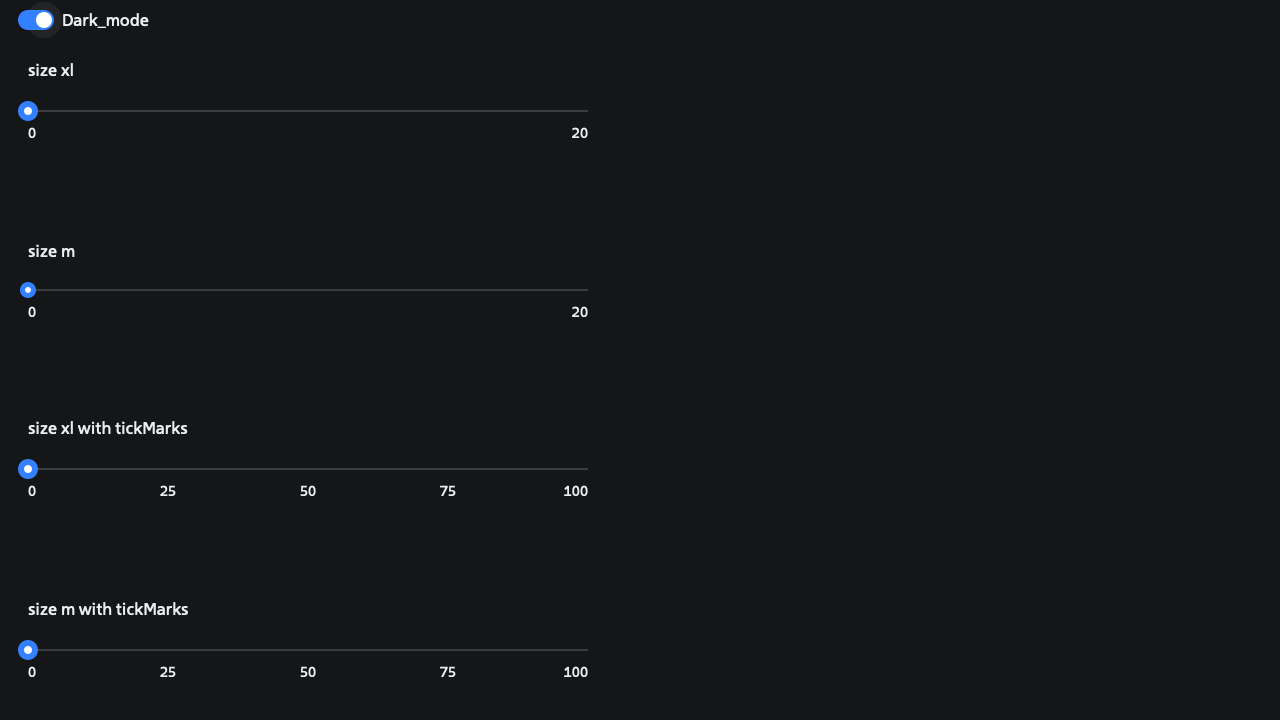 Dark_mode
size xl
0 20
size m
0 20
size xl with tickMarks
0 25 50 75 100
size m with tickMarks
0 25 50 75 100